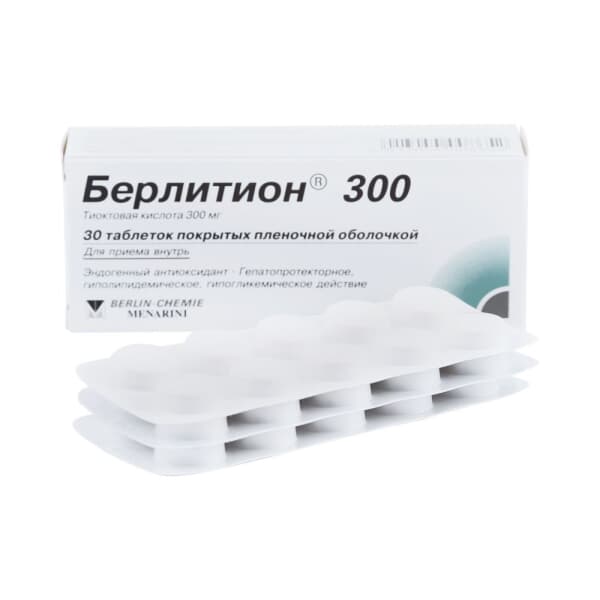 Берлитион® 300
Тиоктовая кислота 300 мг
30 таблеток покрытых пленочной оболочкой
Для приема внутрь
Эндогенный антиоксидант - Гепатопротекторное,
гиполипидемическое, гипогликемическое действие
BERLIN-CHEMIE
MENARINI